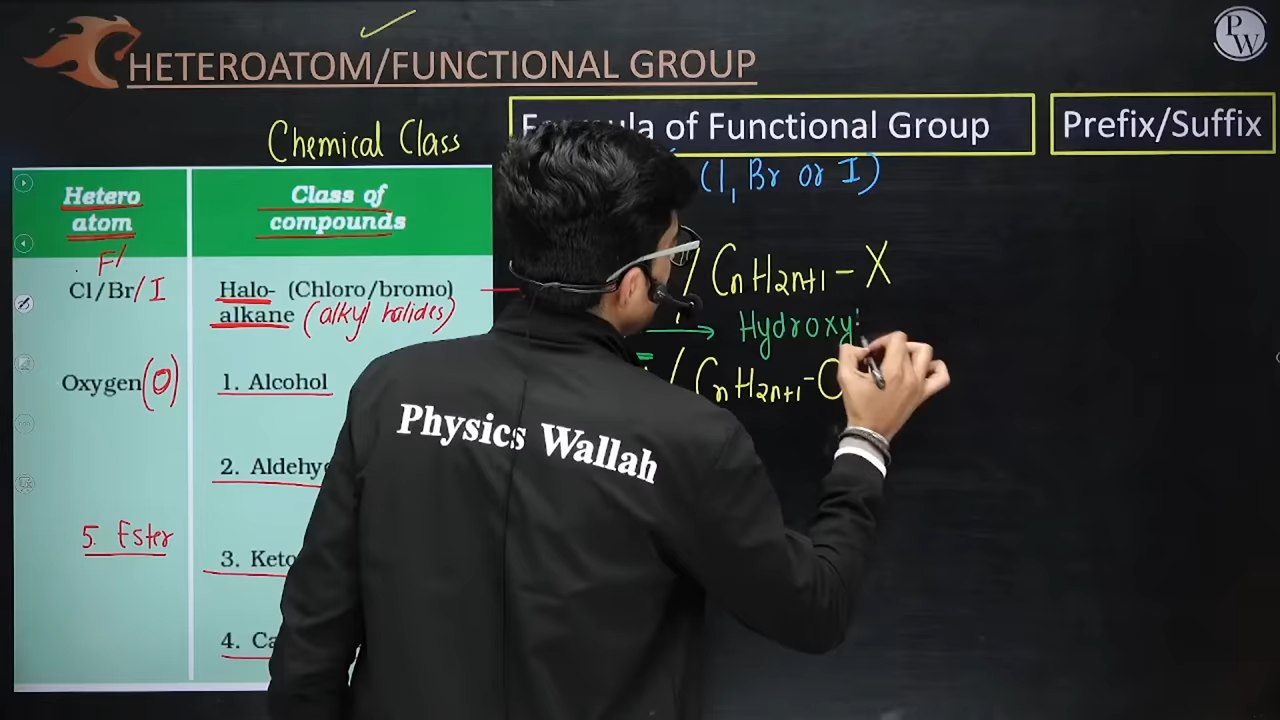 HETEROATOM/FUNCTIONAL GROUP
PW
Chemical Class
of Functional Group
Prefix/Suffix
Hetero
atom
Class of
compounds
(Cl, Br or I)
F/
Cl/Br/I
Halo- (Chloro/bromo)
alkane (alkyl halides)
/ CnH2n+1 - X
Hydroxy
Oxygen (O)
1. Alcohol
/ CnH2n+1 -
2. Aldehy
5. Ester
3. Keto
4. Ca
Physics Wallah